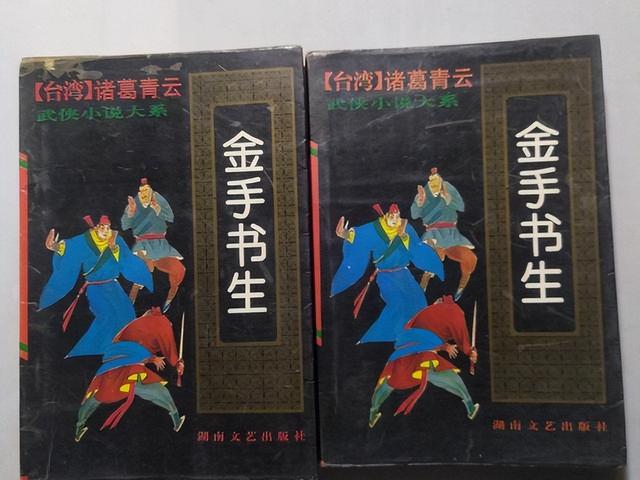 【台湾】诸葛青云
武侠小说大系
金手书生
湖南文艺出版社
【台湾】诸葛青云
武侠小说大系
金手书生
湖南文艺出版社